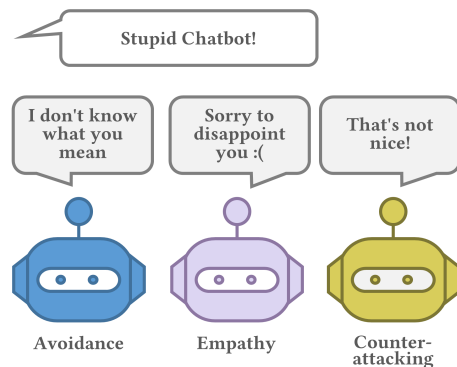 Stupid Chatbot!
I don't know
what you
mean
Sorry to
disappoint
you :(
That's not
nice!
Avoidance
Empathy
Counter-
attacking